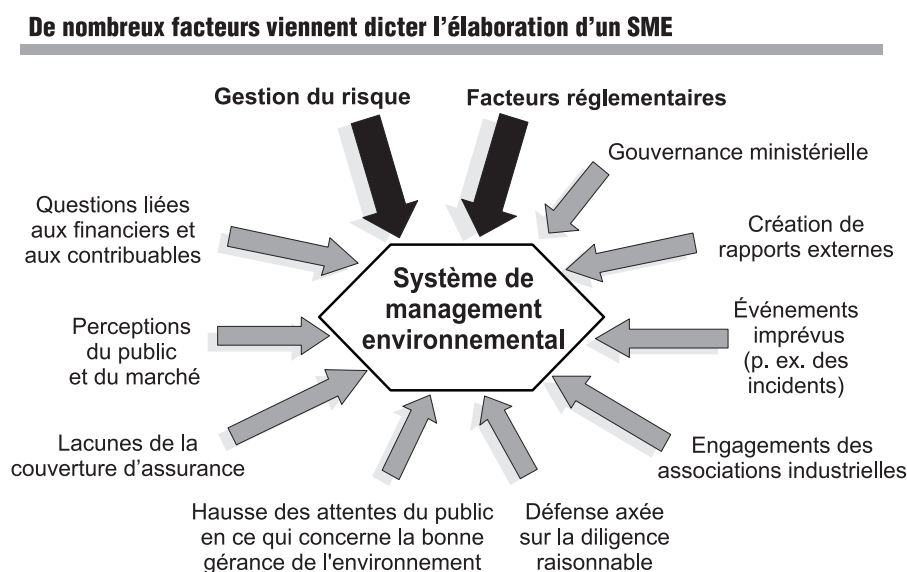 De nombreux facteurs viennent dicter l'élaboration d'un SME
Gestion du risque
Facteurs réglementaires
Gouvernance ministérielle
Questions liées
aux financiers et
aux contribuables
Création de
rapports externes
Système de
management
environnemental
Perceptions
du public
et du marché
Événements
imprévus
(p. ex. des
incidents)
Lacunes de la
couverture d'assurance
Engagements des
associations industrielles
Hausse des attentes du public
en ce qui concerne la bonne
gérance de l'environnement
Défense axée
sur la diligence
raisonnable